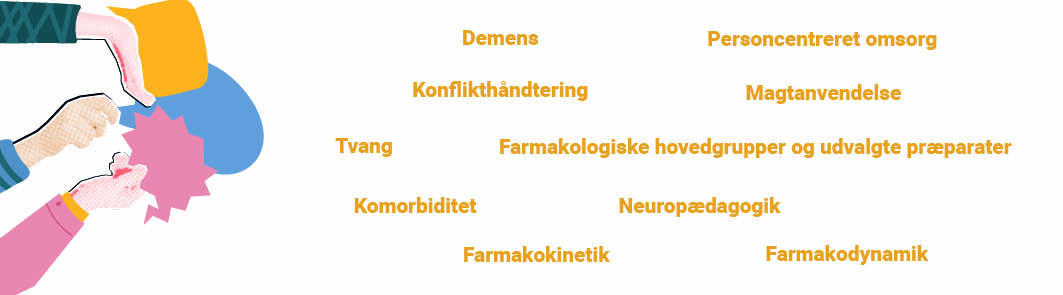 Demens
Personcentreret omsorg
Konflikthåndtering
Magtanvendelse
Tvang
Farmakologiske hovedgrupper og udvalgte præparater
Komorbiditet
Neuropædagogik
Farmakokinetik
Farmakodynamik